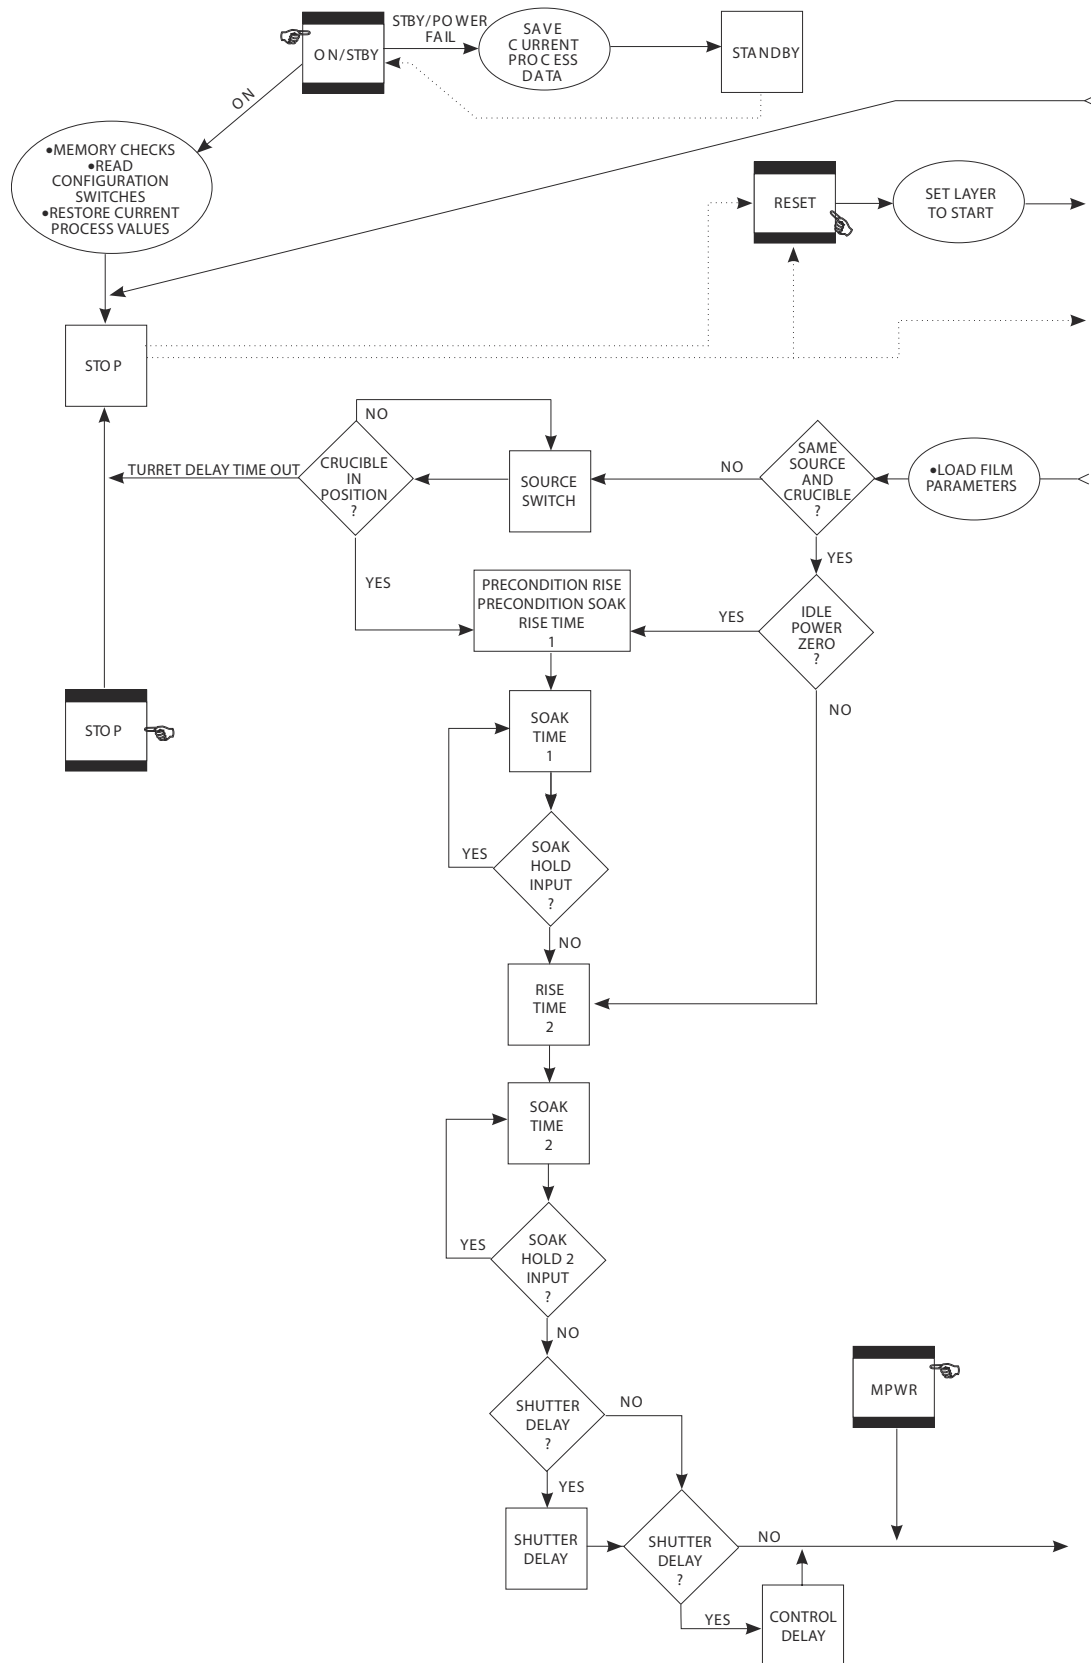 STBY/POWER
FAIL
ON/STBY
SAVE
CURRENT
PROCESS
DATA
STANDBY
ON
•MEMORY CHECKS
•READ
CONFIGURATION
SWITCHES
•RESTORE CURRENT
PROCESS VALUES
RESET
SET LAYER
TO START
STOP
NO
CRUCIBLE
IN
POSITION
?
TURRET DELAY TIME OUT
SOURCE
SWITCH
NO
SAME
SOURCE
AND
CRUCIBLE
?
•LOAD FILM
PARAMETERS
YES
YES
PRECONDITION RISE
PRECONDITION SOAK
RISE TIME
1
YES
IDLE
POWER
ZERO
?
NO
STOP
SOAK
TIME
1
YES
SOAK
HOLD
INPUT
?
NO
RISE
TIME
2
SOAK
TIME
2
YES
SOAK
HOLD 2
INPUT
?
NO
SHUTTER
DELAY
?
NO
MPWR
YES
SHUTTER
DELAY
SHUTTER
DELAY
?
NO
YES
CONTROL
DELAY